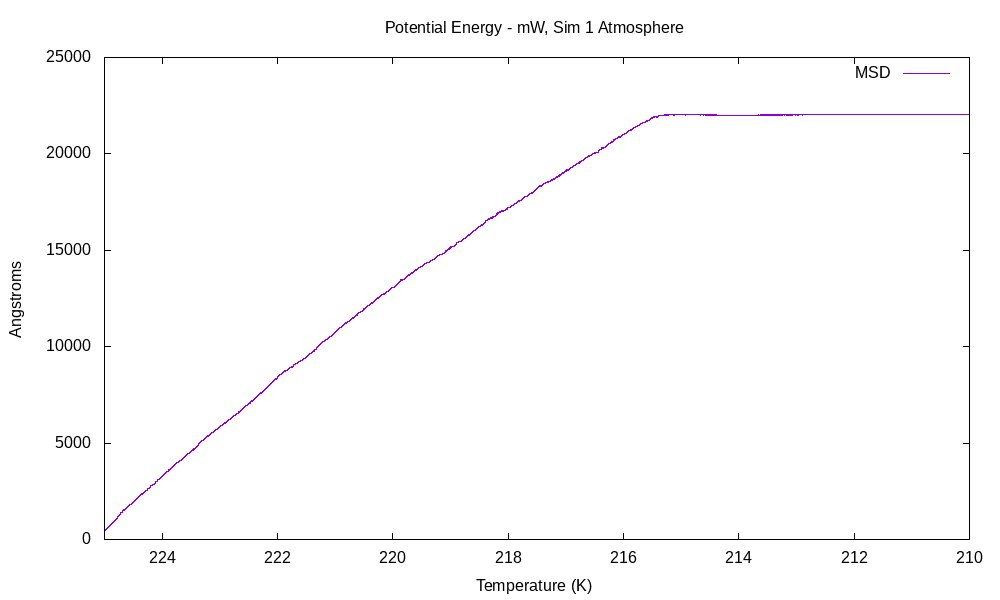 Potential Energy - mW, Sim 1 Atmosphere
MSD
25000
20000
15000
10000
5000
0
Angstroms
224 222 220 218 216 214 212 210
Temperature (K)